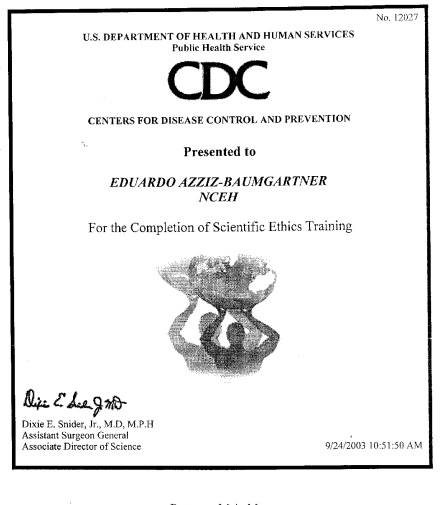 No. 12027
U.S. DEPARTMENT OF HEALTH AND HUMAN SERVICES
Public Health Service
CDC
CENTERS FOR DISEASE CONTROL AND PREVENTION
Presented to
EDUARDO AZZIZ-BAUMGARTNER
NCEH
For the Completion of Scientific Ethics Training
Dixie E. Snider, Jr., M.D, M.P.H
Assistant Surgeon General
Associate Director of Science
9/24/2003 10:51:50 AM